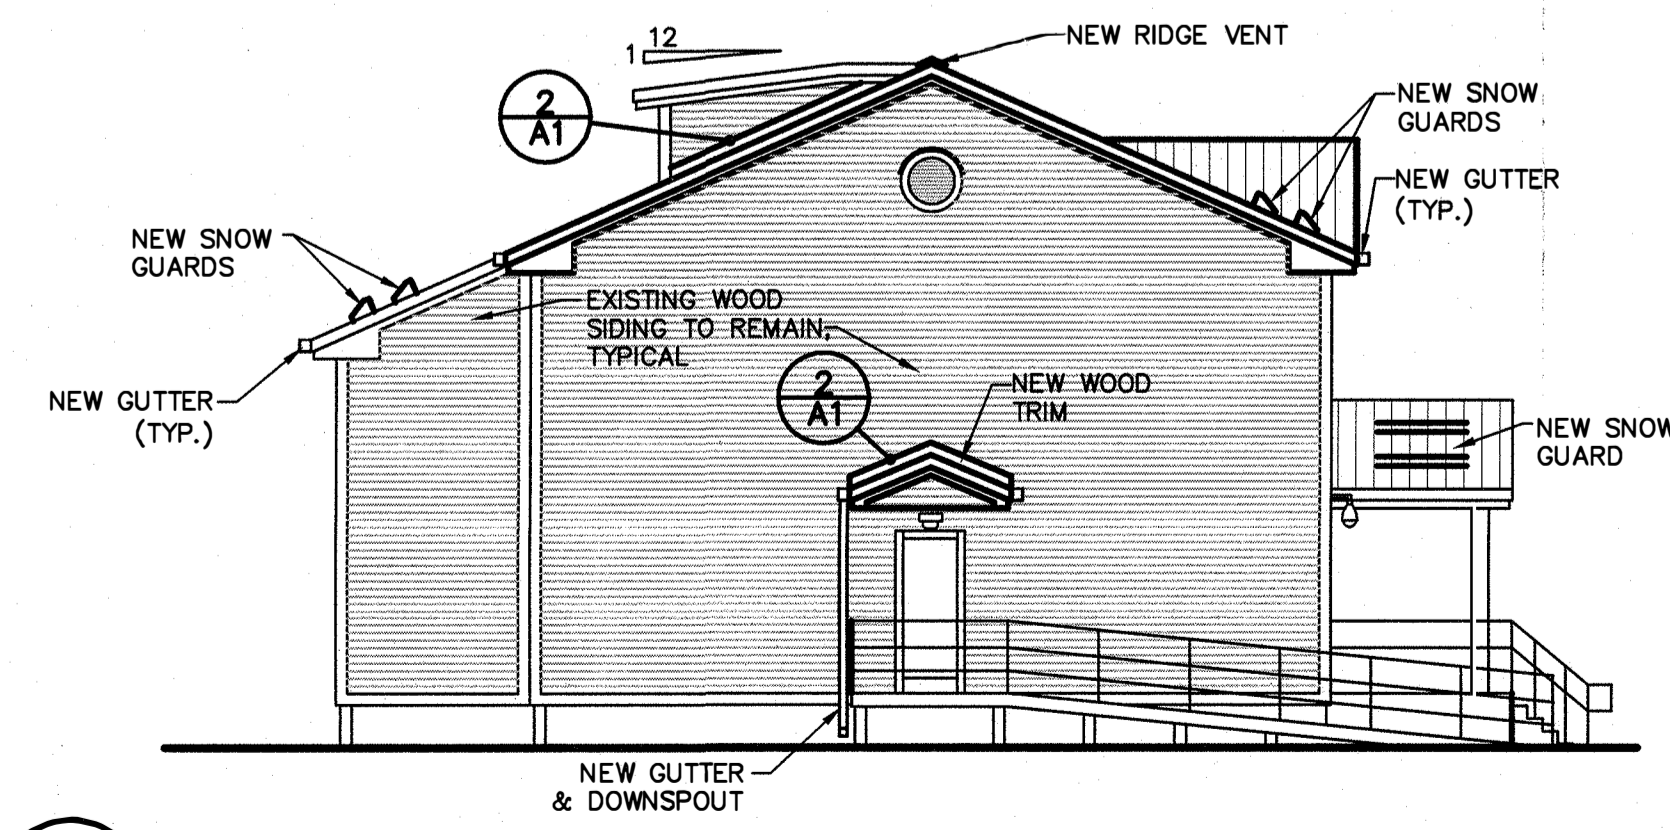 12
1
NEW RIDGE VENT
2
A1
NEW SNOW
GUARDS
NEW GUTTER
(TYP.)
NEW SNOW
GUARDS
EXISTING WOOD
SIDING TO REMAIN,
TYPICAL
2
A1
NEW WOOD
TRIM
NEW GUTTER
(TYP.)
NEW SNOW
GUARD
NEW GUTTER
& DOWNSPOUT